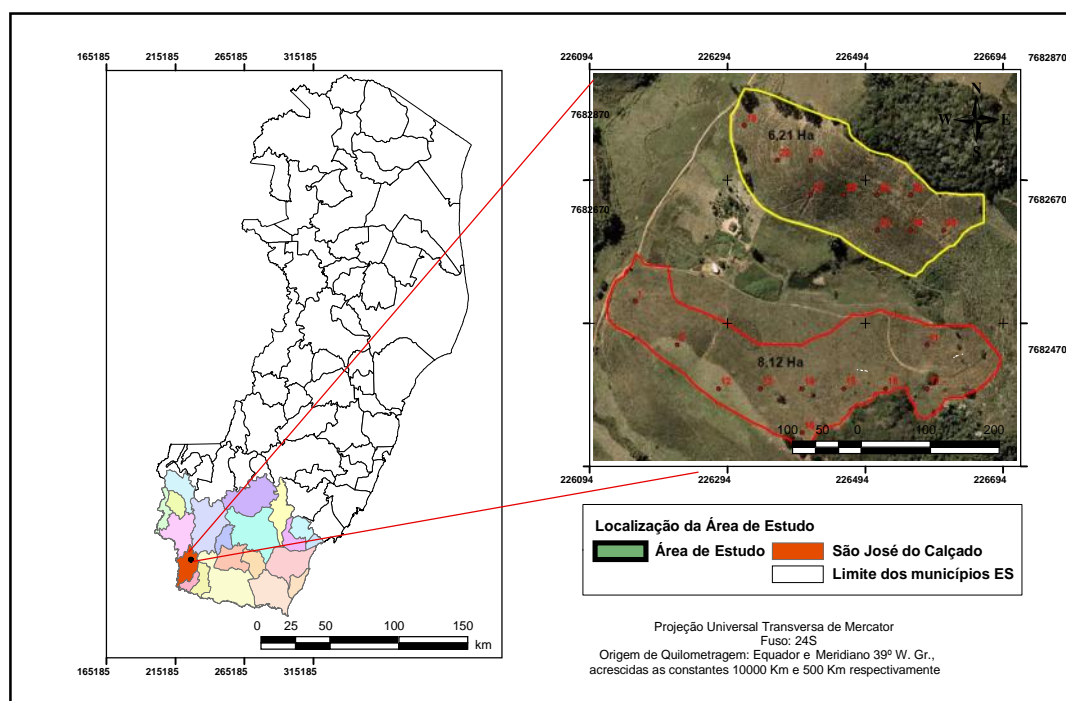 165185 215185 265185 315185
226094 226294 226494 226694
7682870
7682870
7682670
7682670
7682470
7682470
N
W E
S
6,21 Ha
8,12 Ha
12
100 50 0 100 200
226094 226294 226494 226694
0 25 50 100 150
km
165185 215185 265185 315185
Localização da Área de Estudo
Área de Estudo
São José do Calçado
Limite dos municípios ES
Projeção Universal Transversa de Mercator
Fuso: 24S
Origem de Quilometragem: Equador e Meridiano 39º W. Gr.,
acrescidas as constantes 10000 Km e 500 Km respectivamente